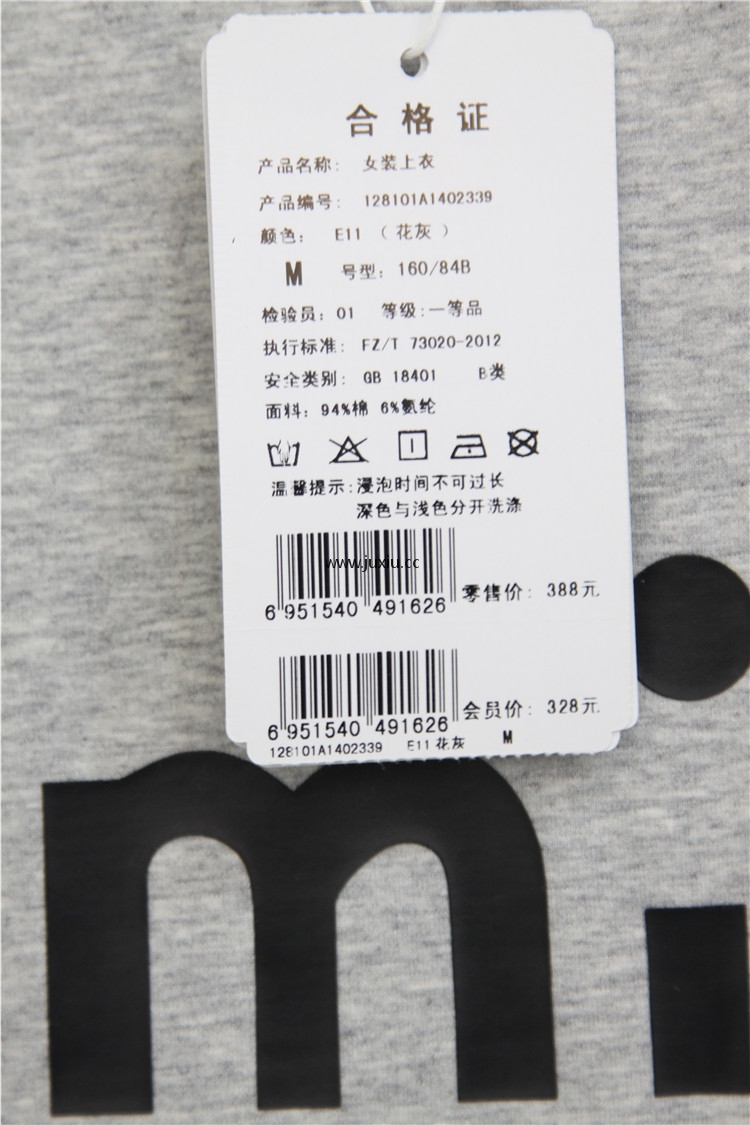 合格证
产品名称: 女装上衣
产品编号: 128101A1402339
颜色: E11 (花灰)
M 号型: 160/84B
检验员: 01 等级:一等品
执行标准: FZ/T 73020-2012
安全类别: GB 18401 B类
面料: 94%棉 6%氨纶
温馨提示:浸泡时间不可过长
深色与浅色分开洗涤
www.juxiu.cc
6 951540 491626 零售价: 388元
6 951540 491626 会员价: 328元
128101A1402339 E11 花灰 M
mi